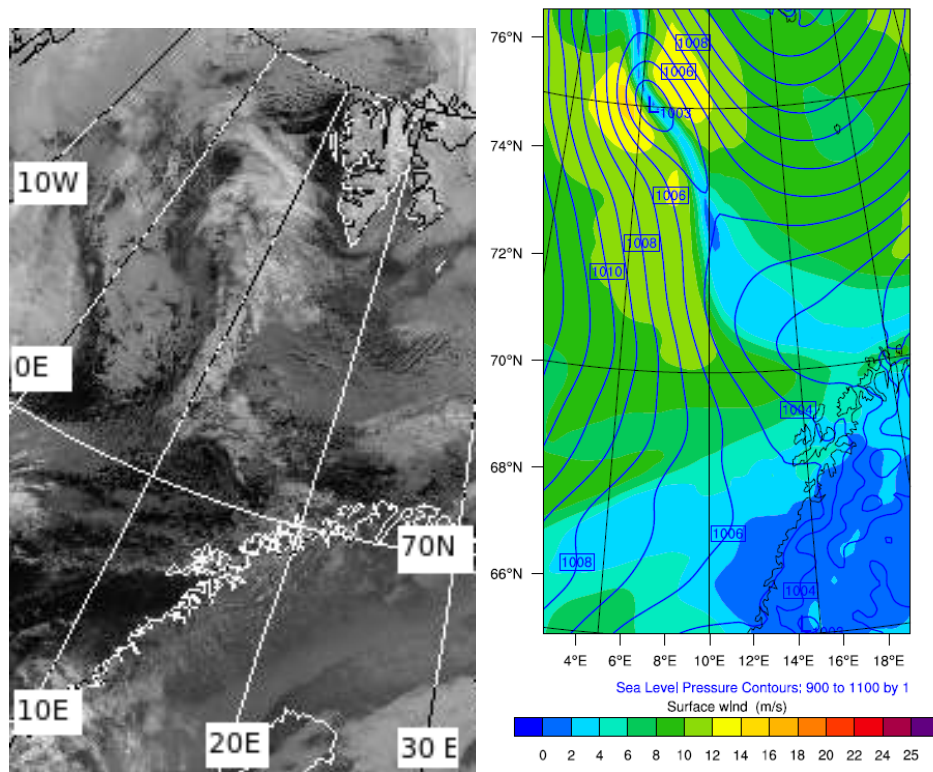 10W
0E
70N
10E
20E
30 E
76°N
74°N
72°N
70°N
68°N
66°N
1008
1006
L
1003
1006
1008
1010
1004
1006
1008
1004
4°E 6°E 8°E 10°E 12°E 14°E 16°E 18°E
Sea Level Pressure Contours; 900 to 1100 by 1
Surface wind (m/s)
0 2 4 6 8 10 12 14 16 18 20 22 25